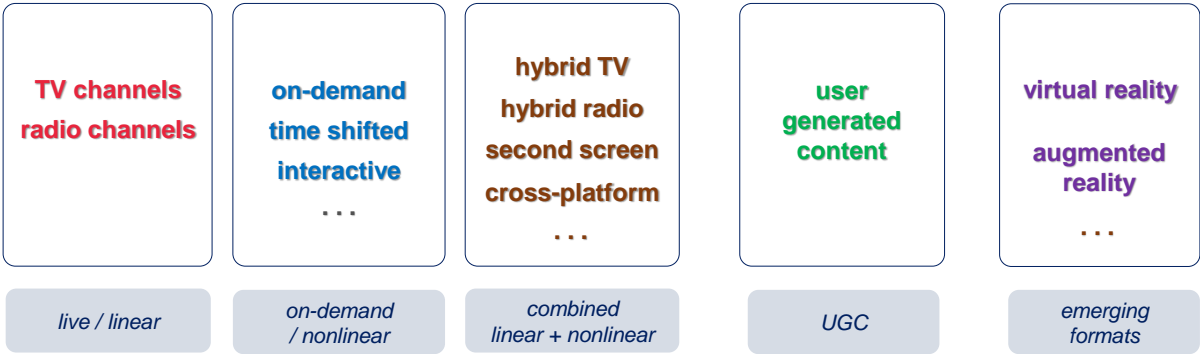 TV channels
radio channels
on-demand
time shifted
interactive
. . .
hybrid TV
hybrid radio
second screen
cross-platform
. . .
user
generated
content
virtual reality
augmented
reality
. . .
live / linear
on-demand
/ nonlinear
combined
linear + nonlinear
UGC
emerging
formats